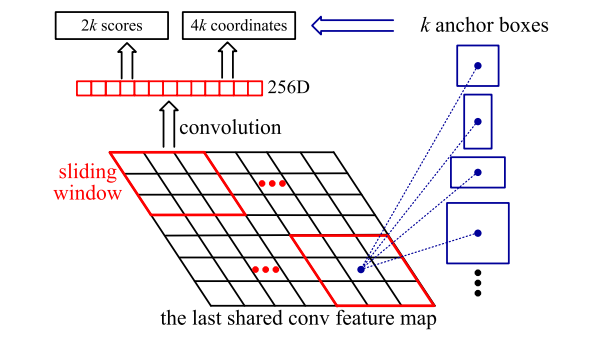 2k scores
4k coordinates
k anchor boxes
256D
convolution
sliding
window
the last shared conv feature map